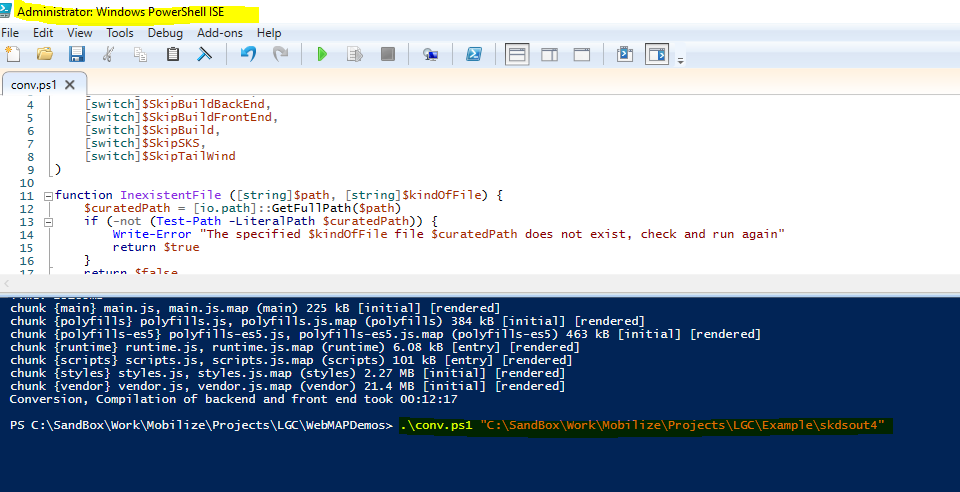 Administrator: Windows PowerShell ISE
File Edit View Tools Debug Add-ons Help
conv.ps1
4 [switch]$SkipBuildBackEnd,
5 [switch]$SkipBuildFrontEnd,
6 [switch]$SkipBuild,
7 [switch]$SkipSKS,
8 [switch]$SkipTailWind
9 )
10
11 function InexistentFile ([string]$path, [string]$kindOfFile) {
12 $curatedPath = [io.path]::GetFullPath($path)
13 if (-not (Test-Path -LiteralPath $curatedPath)) {
14 Write-Error "The specified $kindOfFile file $curatedPath does not exist, check and run again"
15 return $true
16 }
17 return $false
chunk {main} main.js, main.js.map (main) 225 kB [initial] [rendered]
chunk {polyfills} polyfills.js, polyfills.js.map (polyfills) 384 kB [initial] [rendered]
chunk {polyfills-es5} polyfills-es5.js, polyfills-es5.js.map (polyfills-es5) 463 kB [initial] [rendered]
chunk {runtime} runtime.js, runtime.js.map (runtime) 6.08 kB [entry] [rendered]
chunk {scripts} scripts.js, scripts.js.map (scripts) 101 kB [entry] [rendered]
chunk {styles} styles.js, styles.js.map (styles) 2.27 MB [initial] [rendered]
chunk {vendor} vendor.js, vendor.js.map (vendor) 21.4 MB [initial] [rendered]
Conversion, Compilation of backend and front end took 00:12:17
PS C:\SandBox\Work\Mobilize\Projects\LGC\WebMAPDemos> .\conv.ps1 "C:\SandBox\Work\Mobilize\Projects\LGC\Example\skdsout4"